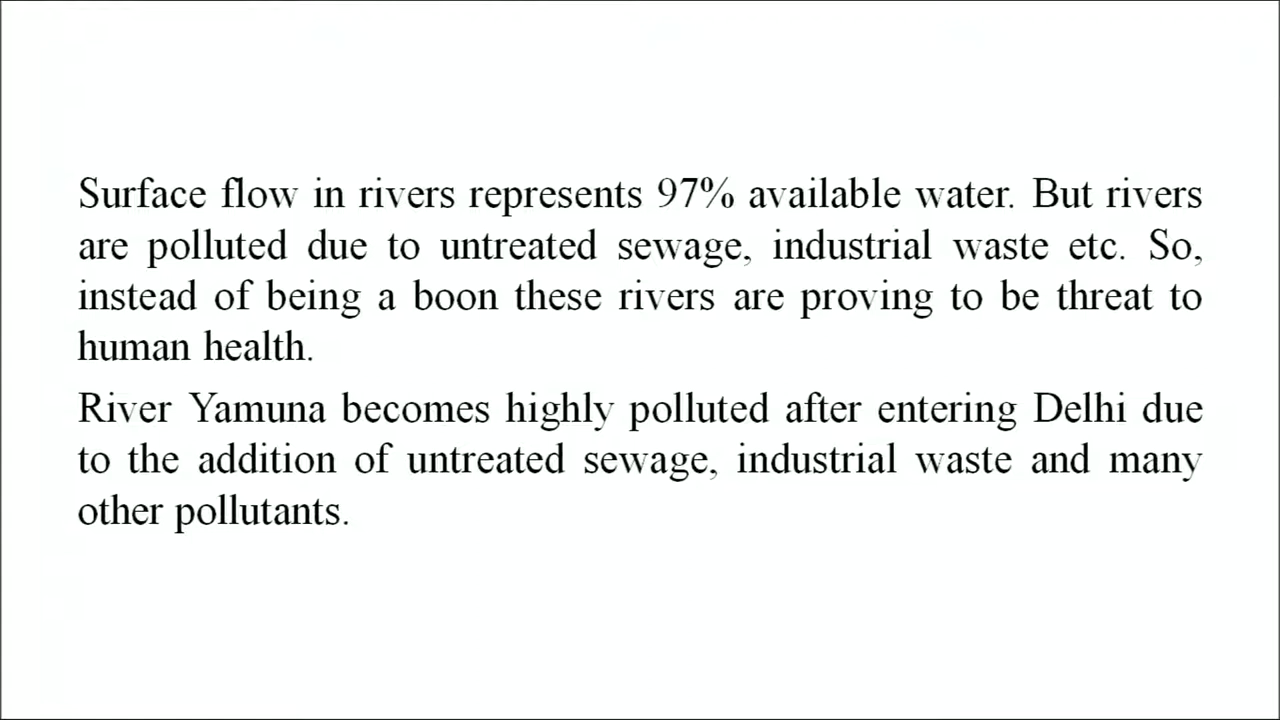 Surface flow in rivers represents 97% available water. But rivers
are polluted due to untreated sewage, industrial waste etc. So,
instead of being a boon these rivers are proving to be threat to
human health.
River Yamuna becomes highly polluted after entering Delhi due
to the addition of untreated sewage, industrial waste and many
other pollutants.